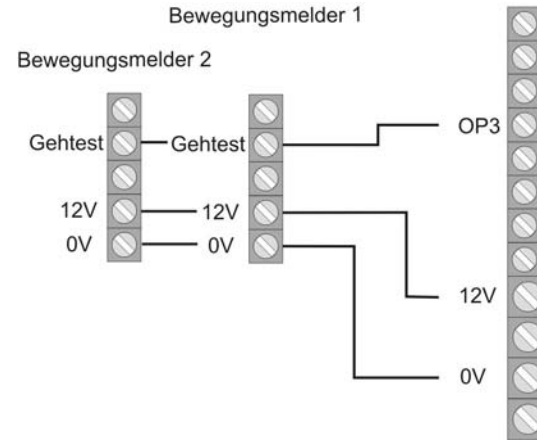 Bewegungsmelder 1
Bewegungsmelder 2
OP3
Gehtest Gehtest
12V 12V
0V 0V
12V
0V